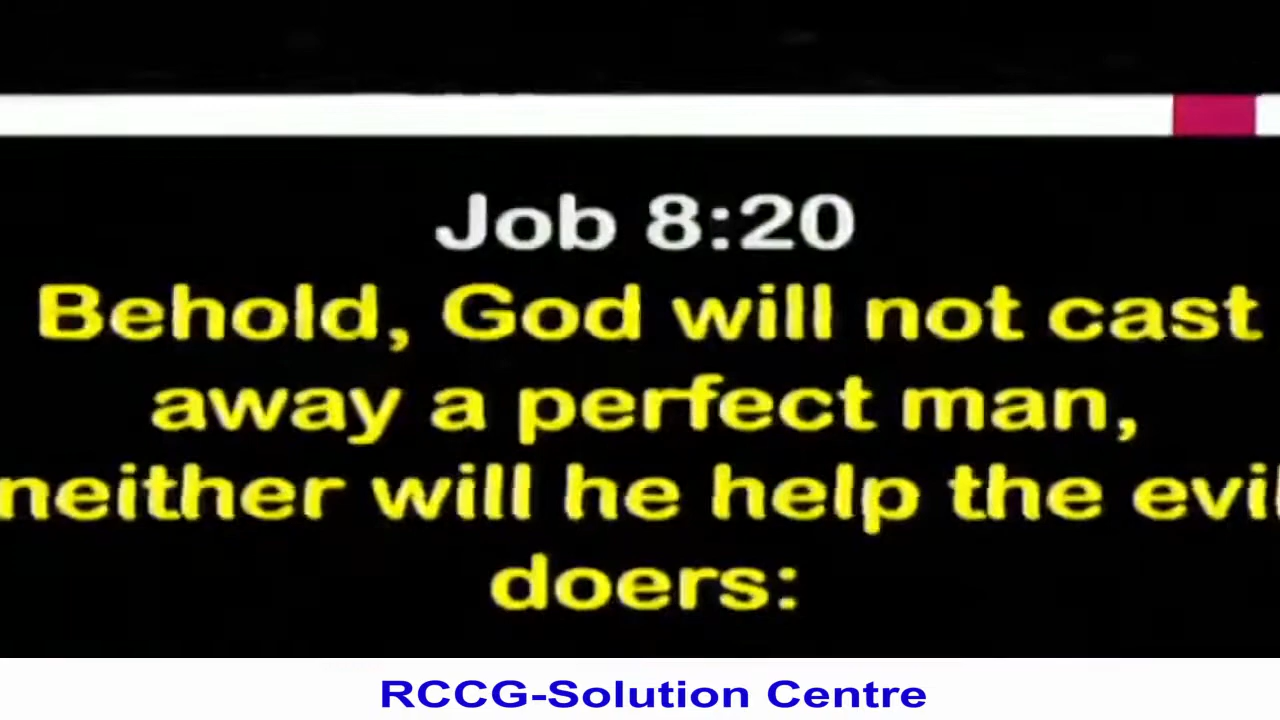 Job 8:20
Behold, God will not cast
away a perfect man,
neither will he help the evil
doers:
RCCG-Solution Centre